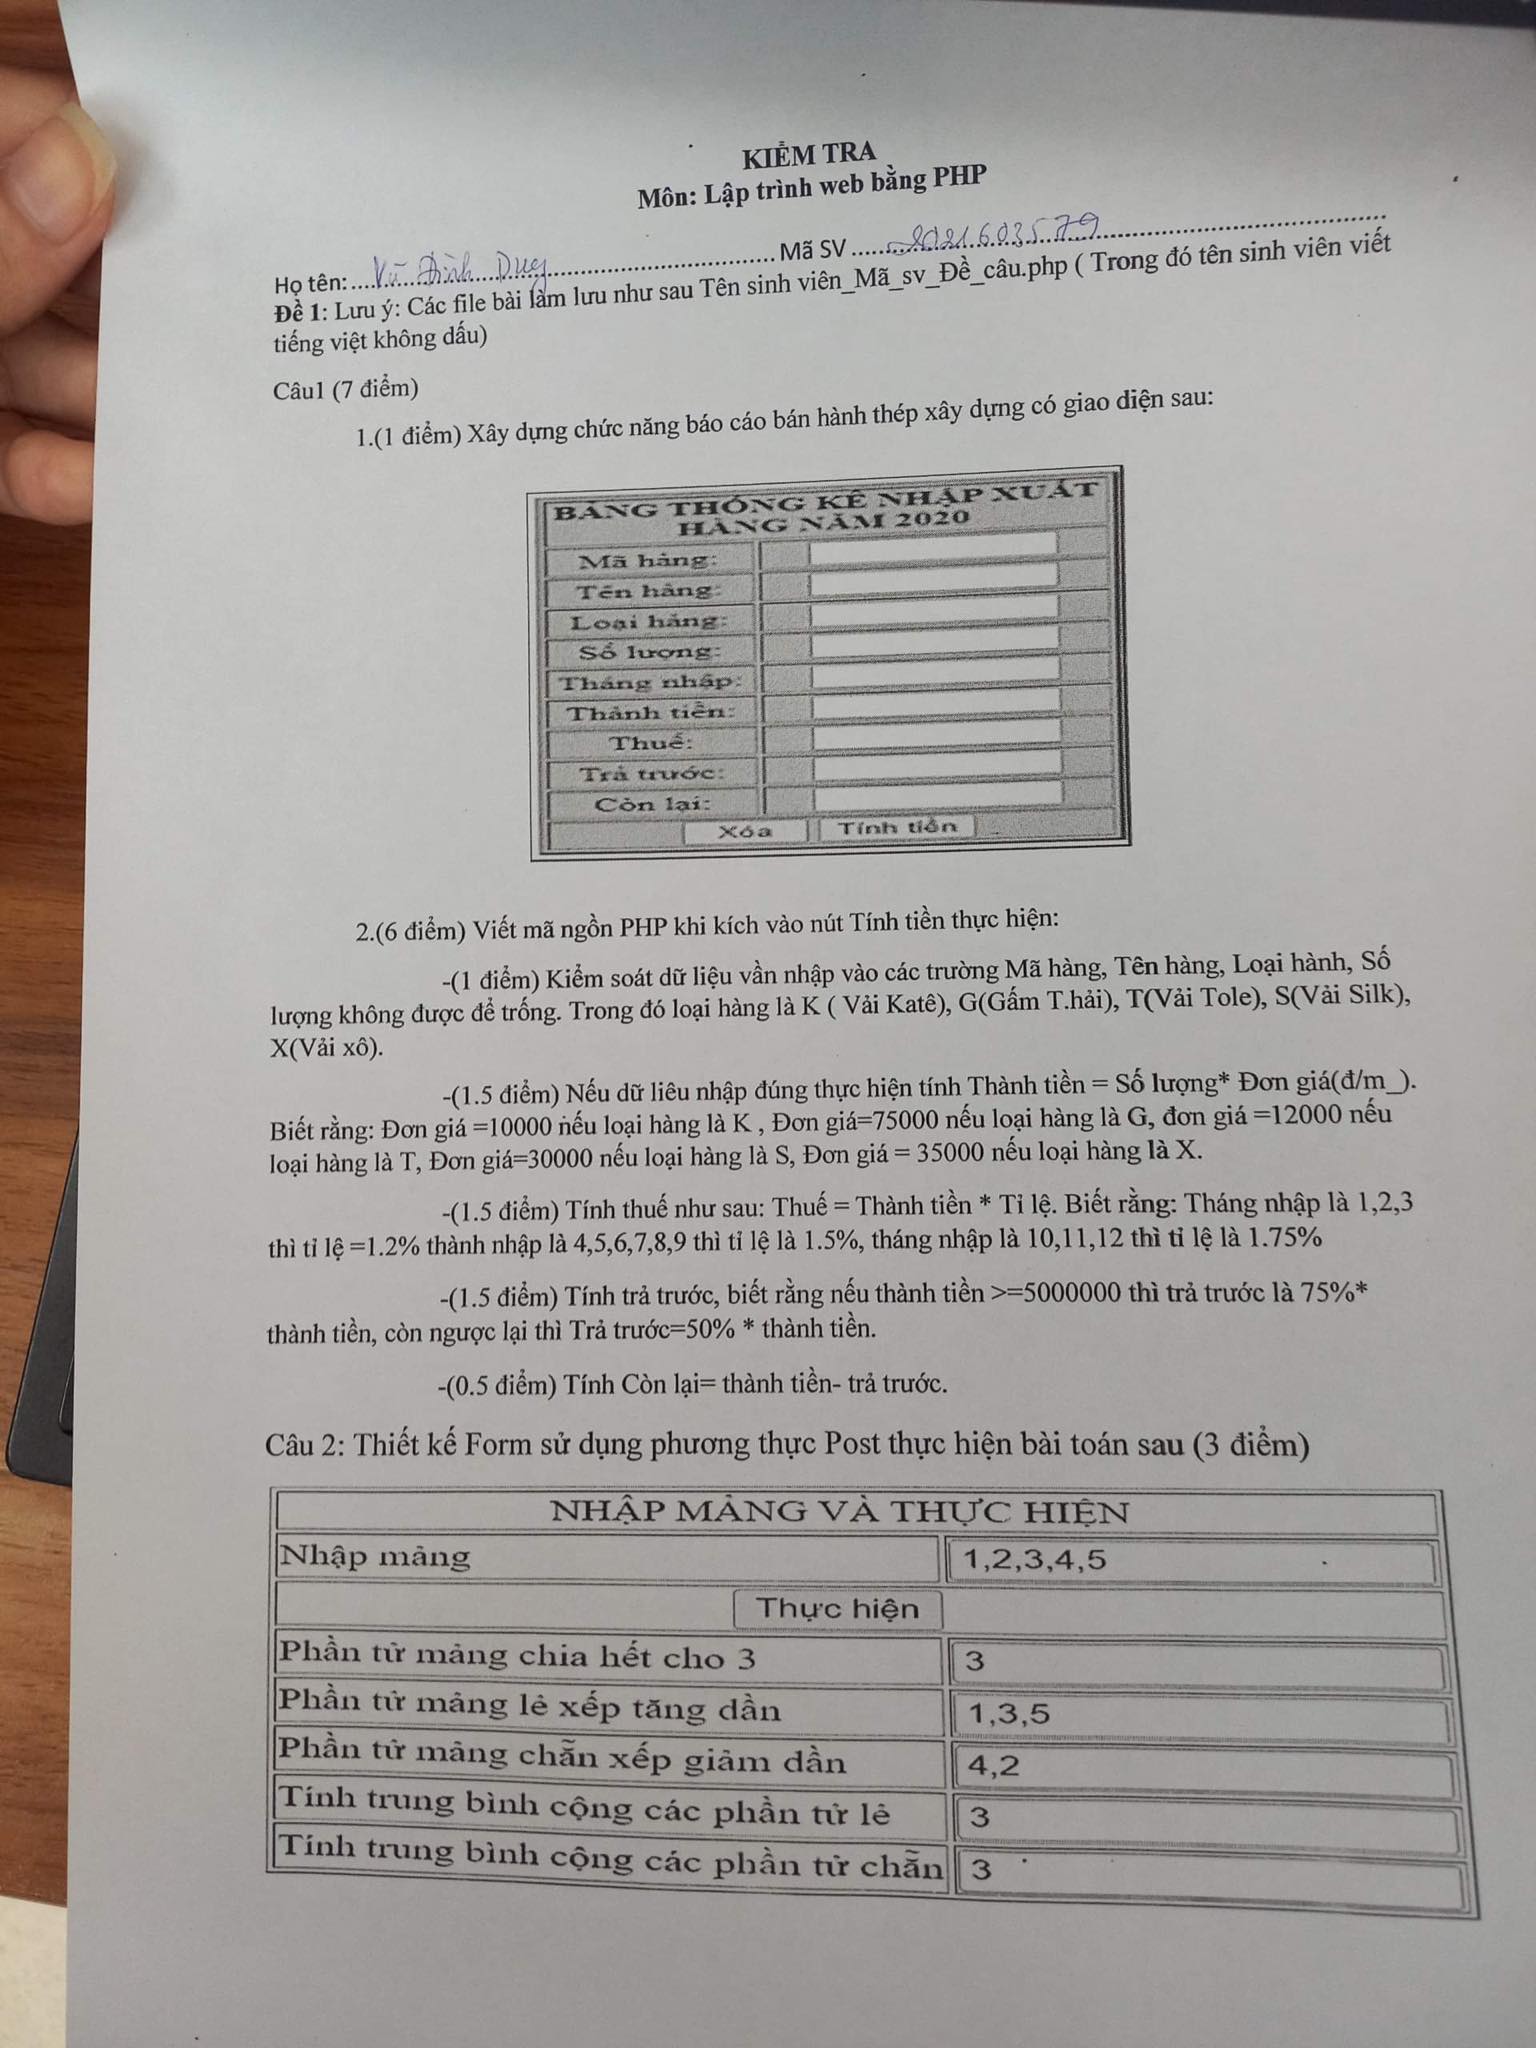 KIỂM TRA
Môn: Lập trình web bằng PHP
Họ tên: Vũ Đình Duy Mã SV 2021603579
Đề 1: Lưu ý: Các file bài làm lưu như sau Tên sinh viên_Mã_sv_Đề_câu.php ( Trong đó tên sinh viên viết
tiếng việt không dấu)
Câu1 (7 điểm)
1.(1 điểm) Xây dựng chức năng báo cáo bán hành thép xây dựng có giao diện sau:
BẢNG THỐNG KÊ NHẬP XUẤT
HÀNG NĂM 2020
Mã hàng:
Tên hàng:
Loại hàng:
Số lượng:
Tháng nhập:
Thành tiền:
Thuế:
Trả trước:
Còn lại:
Xóa Tính tiền
2.(6 điểm) Viết mã ngồn PHP khi kích vào nút Tính tiền thực hiện:
-(1 điểm) Kiểm soát dữ liệu vần nhập vào các trường Mã hàng, Tên hàng, Loại hành, Số
lượng không được để trống. Trong đó loại hàng là K ( Vải Katê), G(Gấm T.hải), T(Vải Tole), S(Vải Silk),
X(Vải xô).
-(1.5 điểm) Nếu dữ liêu nhập đúng thực hiện tính Thành tiền = Số lượng* Đơn giá(đ/m_).
Biết rằng: Đơn giá =10000 nếu loại hàng là K , Đơn giá=75000 nếu loại hàng là G, đơn giá =12000 nếu
loại hàng là T, Đơn giá=30000 nếu loại hàng là S, Đơn giá = 35000 nếu loại hàng là X.
-(1.5 điểm) Tính thuế như sau: Thuế = Thành tiền * Tỉ lệ. Biết rằng: Tháng nhập là 1,2,3
thì tỉ lệ =1.2% thành nhập là 4,5,6,7,8,9 thì tỉ lệ là 1.5%, tháng nhập là 10,11,12 thì tỉ lệ là 1.75%
-(1.5 điểm) Tính trả trước, biết rằng nếu thành tiền >=5000000 thì trả trước là 75%*
thành tiền, còn ngược lại thì Trả trước=50% * thành tiền.
-(0.5 điểm) Tính Còn lại= thành tiền- trả trước.
Câu 2: Thiết kế Form sử dụng phương thực Post thực hiện bài toán sau (3 điểm)
NHẬP MẢNG VÀ THỰC HIỆN
Nhập mảng 1,2,3,4,5
Thực hiện
Phần tử mảng chia hết cho 3 3
Phần tử mảng lẻ xếp tăng dần 1,3,5
Phần tử mảng chẵn xếp giảm dần 4,2
Tính trung bình cộng các phần tử lẻ 3
Tính trung bình cộng các phần tử chẵn 3